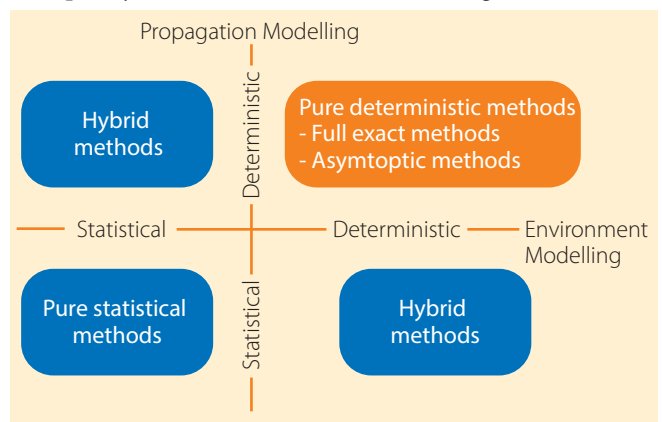 Propagation Modelling
Deterministic
Hybrid
methods
Pure deterministic methods
- Full exact methods
- Asymtoptic methods
Statistical
Deterministic
Environment
Modelling
Pure statistical
methods
Statistical
Hybrid
methods